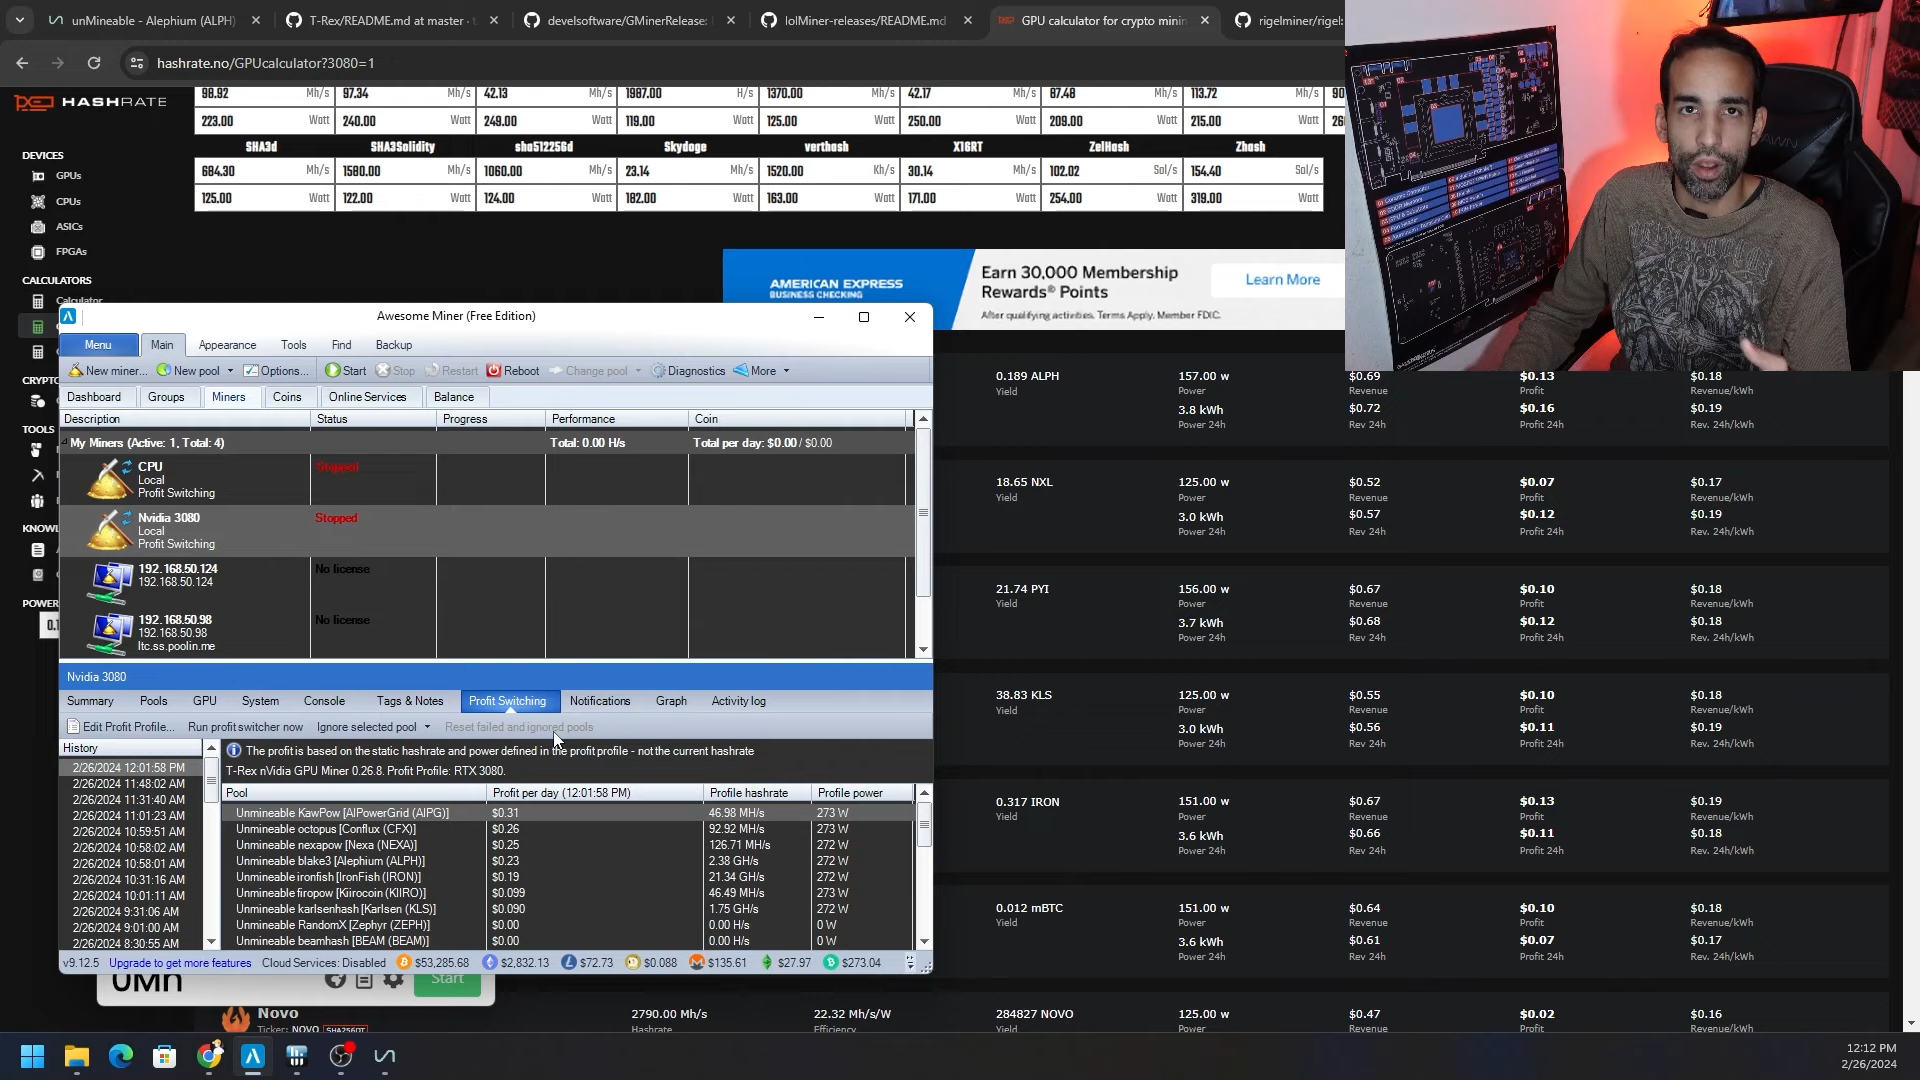 unMineable - Alephium (ALPH)
T-Rex/README.md at master ·
develsoftware/GMinerRelease:
lolMiner-releases/README.md
GPU calculator for crypto minin
rigelminer/rigel:
hashrate.no/GPUcalculator?3080=1
HASHRATE
98.92 Mh/s 97.34 Mh/s 42.13 Mh/s 1987.00 H/s 1370.00 Mh/s 42.17 Mh/s 87.48 Mh/s 113.72 Mh/s
223.00 Watt 240.00 Watt 249.00 Watt 119.00 Watt 125.00 Watt 250.00 Watt 209.00 Watt 215.00 Watt
SHA3d SHA3Solidity sha512256d Skydoge verthash X16RT ZelHash Zhash
684.30 Mh/s 1580.00 Mh/s 1060.00 Mh/s 23.14 Mh/s 1520.00 Kh/s 30.14 Mh/s 102.02 Sol/s 154.40 Sol/s
125.00 Watt 122.00 Watt 124.00 Watt 182.00 Watt 163.00 Watt 171.00 Watt 254.00 Watt 319.00 Watt
DEVICES
GPUs
CPUs
ASICs
FPGAs
CALCULATORS
Calculator
CRYPTO
TOOLS
KNOWL
POWER
0.1
AMERICAN EXPRESS
BUSINESS CHECKING
Earn 30,000 Membership
Rewards® Points
After qualifying activities. Terms Apply. Member FDIC.
Learn More
Awesome Miner (Free Edition)
Menu Main Appearance Tools Find Backup
New miner... New pool Options... Start Stop Restart Reboot Change pool Diagnostics More
Dashboard Groups Miners Coins Online Services Balance
Description Status Progress Performance Coin
My Miners (Active: 1, Total: 4) Total: 0.00 H/s Total per day: $0.00 / $0.00
CPU Stopped
Local
Profit Switching
Nvidia 3080 Stopped
Local
Profit Switching
192.168.50.124 No license
192.168.50.124
192.168.50.98 No license
192.168.50.98
ltc.ss.poolin.me
Nvidia 3080
Summary Pools GPU System Console Tags & Notes Profit Switching Notifications Graph Activity log
Edit Profit Profile... Run profit switcher now Ignore selected pool Reset failed and ignored pools
History
2/26/2024 12:01:58 PM
2/26/2024 11:48:02 AM
2/26/2024 11:31:40 AM
2/26/2024 11:01:23 AM
2/26/2024 10:59:51 AM
2/26/2024 10:58:02 AM
2/26/2024 10:58:01 AM
2/26/2024 10:31:16 AM
2/26/2024 10:01:11 AM
2/26/2024 9:31:06 AM
2/26/2024 9:01:00 AM
2/26/2024 8:30:55 AM
The profit is based on the static hashrate and power defined in the profit profile - not the current hashrate
T-Rex nVidia GPU Miner 0.26.8. Profit Profile: RTX 3080.
Pool Profit per day (12:01:58 PM) Profile hashrate Profile power
Unmineable KawPow [AIPowerGrid (AIPG)] $0.31 46.98 MH/s 273 W
Unmineable octopus [Conflux (CFX)] $0.26 92.92 MH/s 273 W
Unmineable nexapow [Nexa (NEXA)] $0.25 126.71 MH/s 272 W
Unmineable blake3 [Alephium (ALPH)] $0.23 2.38 GH/s 272 W
Unmineable ironfish [IronFish (IRON)] $0.19 21.34 GH/s 272 W
Unmineable firopow [Kiirocoin (KIIRO)] $0.099 46.49 MH/s 273 W
Unmineable karlsenhash [Karlsen (KLS)] $0.090 1.75 GH/s 272 W
Unmineable RandomX [Zephyr (ZEPH)] $0.00 0.00 H/s 0 W
Unmineable beamhash [BEAM (BEAM)] $0.00 0.00 H/s 0 W
v9.12.5 Upgrade to get more features Cloud Services: Disabled $53,285.68 $2,832.13 $72.73 $0.088 $135.61 $27.97 $273.04
0.189 ALPH 157.00 w $0.69 $0.13 $0.18
Yield Power Revenue Profit Revenue/kWh
3.8 kWh $0.72 $0.16 $0.19
Power 24h Rev 24h Profit 24h Rev. 24h/kWh
18.65 NXL 125.00 w $0.52 $0.07 $0.17
Yield Power Revenue Profit Revenue/kWh
3.0 kWh $0.57 $0.12 $0.19
Power 24h Rev 24h Profit 24h Rev. 24h/kWh
21.74 PYI 156.00 w $0.67 $0.10 $0.18
Yield Power Revenue Profit Revenue/kWh
3.7 kWh $0.68 $0.12 $0.18
Power 24h Rev 24h Profit 24h Rev. 24h/kWh
38.83 KLS 125.00 w $0.55 $0.10 $0.18
Yield Power Revenue Profit Revenue/kWh
3.0 kWh $0.56 $0.11 $0.19
Power 24h Rev 24h Profit 24h Rev. 24h/kWh
0.317 IRON 151.00 w $0.67 $0.13 $0.19
Yield Power Revenue Profit Revenue/kWh
3.6 kWh $0.66 $0.11 $0.18
Power 24h Rev 24h Profit 24h Rev. 24h/kWh
0.012 mBTC 151.00 w $0.64 $0.10 $0.18
Yield Power Revenue Profit Revenue/kWh
3.6 kWh $0.61 $0.07 $0.17
Power 24h Rev 24h Profit 24h Rev. 24h/kWh
Start
Novo 2790.00 Mh/s 22.32 Mh/s/W 284827 NOVO 125.00 w $0.47 $0.02 $0.16
Ticker: NOVO SHA256DT Hashrate Efficiency Yield Power Revenue Profit Revenue/kWh
12:12 PM
2/26/2024